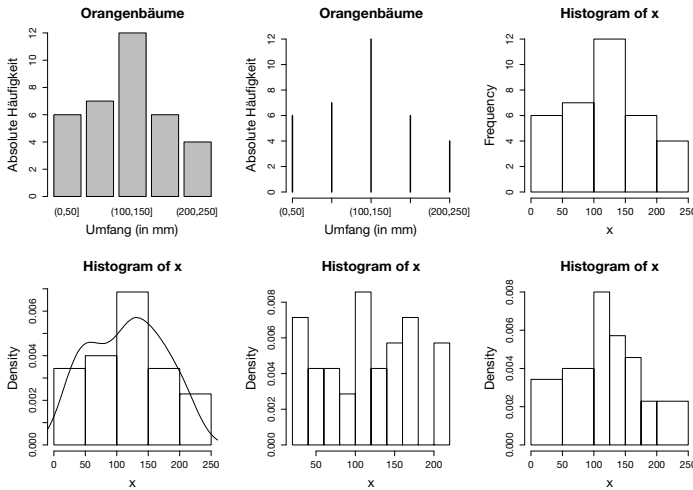 Orangenbäume
Absolute Häufigkeit
0 2 4 6 8 10 12
(0,50] (100,150] (200,250]
Umfang (in mm)
Orangenbäume
Absolute Häufigkeit
0 2 4 6 8 10 12
(0,50] (100,150] (200,250]
Umfang (in mm)
Histogram of x
Frequency
0 2 4 6 8 10 12
0 50 100 150 200 250
x
Histogram of x
Density
0.000 0.002 0.004 0.006
0 50 100 150 200 250
x
Histogram of x
Density
0.000 0.002 0.004 0.006 0.008
50 100 150 200
x
Histogram of x
Density
0.000 0.002 0.004 0.006 0.008
0 50 100 150 200 250
x